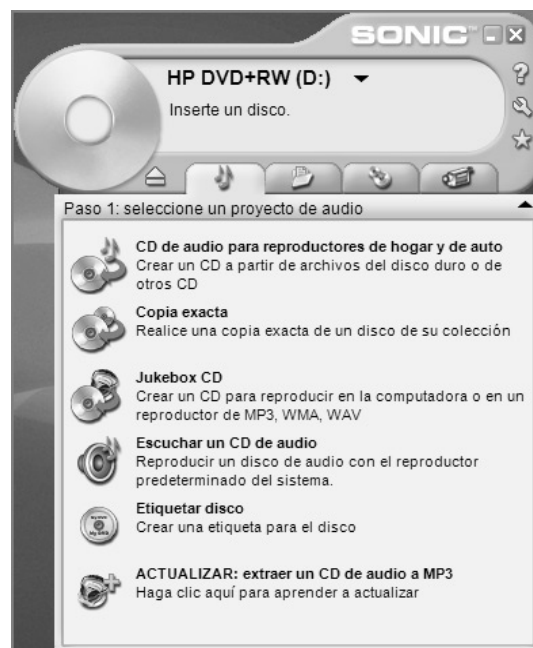 SONIC™
HP DVD+RW (D:)
Inserte un disco.
Paso 1: seleccione un proyecto de audio
CD de audio para reproductores de hogar y de auto
Crear un CD a partir de archivos del disco duro o de
otros CD
Copia exacta
Realice una copia exacta de un disco de su colección
Jukebox CD
Crear un CD para reproducir en la computadora o en un
reproductor de MP3, WMA, WAV
Escuchar un CD de audio
Reproducir un disco de audio con el reproductor
predeterminado del sistema.
Etiquetar disco
Crear una etiqueta para el disco
ACTUALIZAR: extraer un CD de audio a MP3
Haga clic aquí para aprender a actualizar